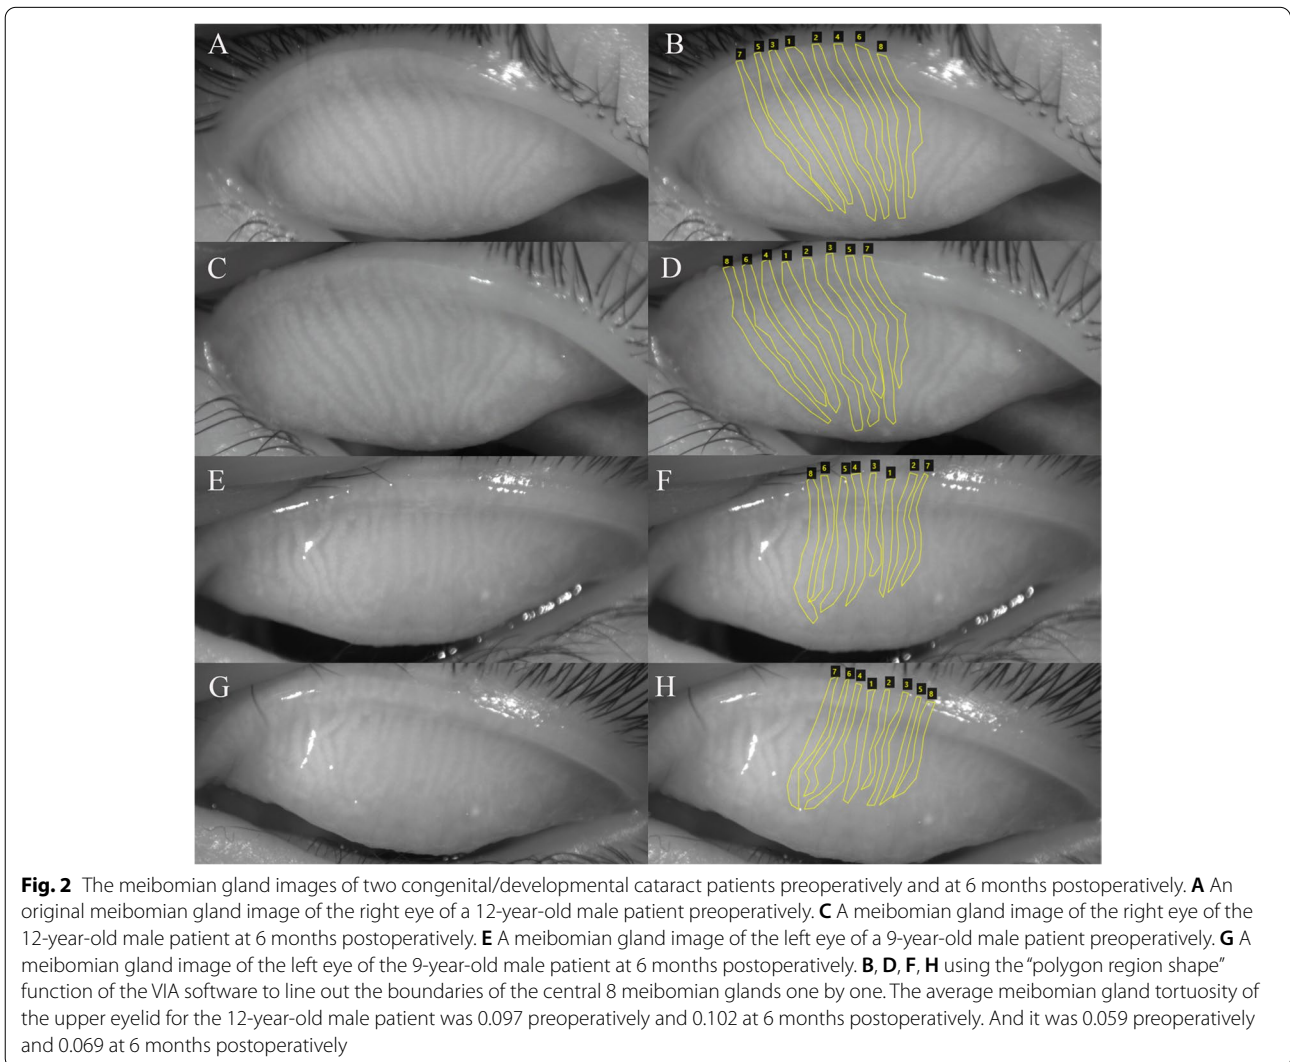 A
B
7 5 3 1 2 4 6 8
C
D
8 6 4 1 2 3 5 7
E
F
8 6 5 4 3 1 2 7
G
H
7 6 4 1 2 3 5 8
Fig. 2 The meibomian gland images of two congenital/developmental cataract patients preoperatively and at 6 months postoperatively. A An
original meibomian gland image of the right eye of a 12-year-old male patient preoperatively. C A meibomian gland image of the right eye of the
12-year-old male patient at 6 months postoperatively. E A meibomian gland image of the left eye of a 9-year-old male patient preoperatively. G A
meibomian gland image of the left eye of the 9-year-old male patient at 6 months postoperatively. B, D, F, H using the “polygon region shape”
function of the VIA software to line out the boundaries of the central 8 meibomian glands one by one. The average meibomian gland tortuosity of
the upper eyelid for the 12-year-old male patient was 0.097 preoperatively and 0.102 at 6 months postoperatively. And it was 0.059 preoperatively
and 0.069 at 6 months postoperatively